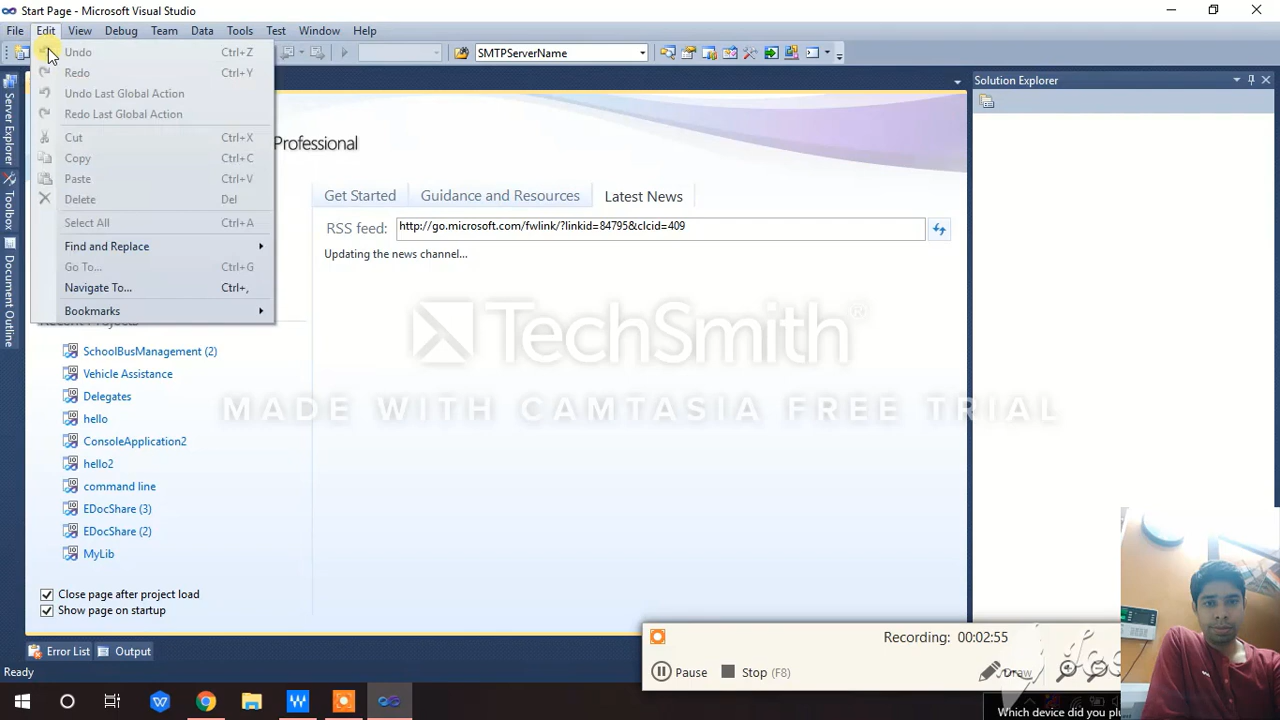 Start Page - Microsoft Visual Studio
File Edit View Debug Team Data Tools Test Window Help
Undo Ctrl+Z
Redo Ctrl+Y
Undo Last Global Action
Redo Last Global Action
Cut Ctrl+X
Copy Ctrl+C
Paste Ctrl+V
Delete Del
Select All Ctrl+A
Find and Replace
Go To... Ctrl+G
Navigate To... Ctrl+,
Bookmarks
SMTPServerName
Server Explorer
Toolbox
Document Outline
Professional
Get Started Guidance and Resources Latest News
RSS feed: http://go.microsoft.com/fwlink/?linkid=84795&clcid=409
Updating the news channel...
SchoolBusManagement (2)
Vehicle Assistance
Delegates
hello
ConsoleApplication2
hello2
command line
EDocShare (3)
EDocShare (2)
MyLib
Close page after project load
Show page on startup
Solution Explorer
TechSmith®
MADE WITH CAMTASIA FREE TRIAL
Error List Output
Ready
Recording: 00:02:55
Pause Stop (F8) Draw
Which device did you